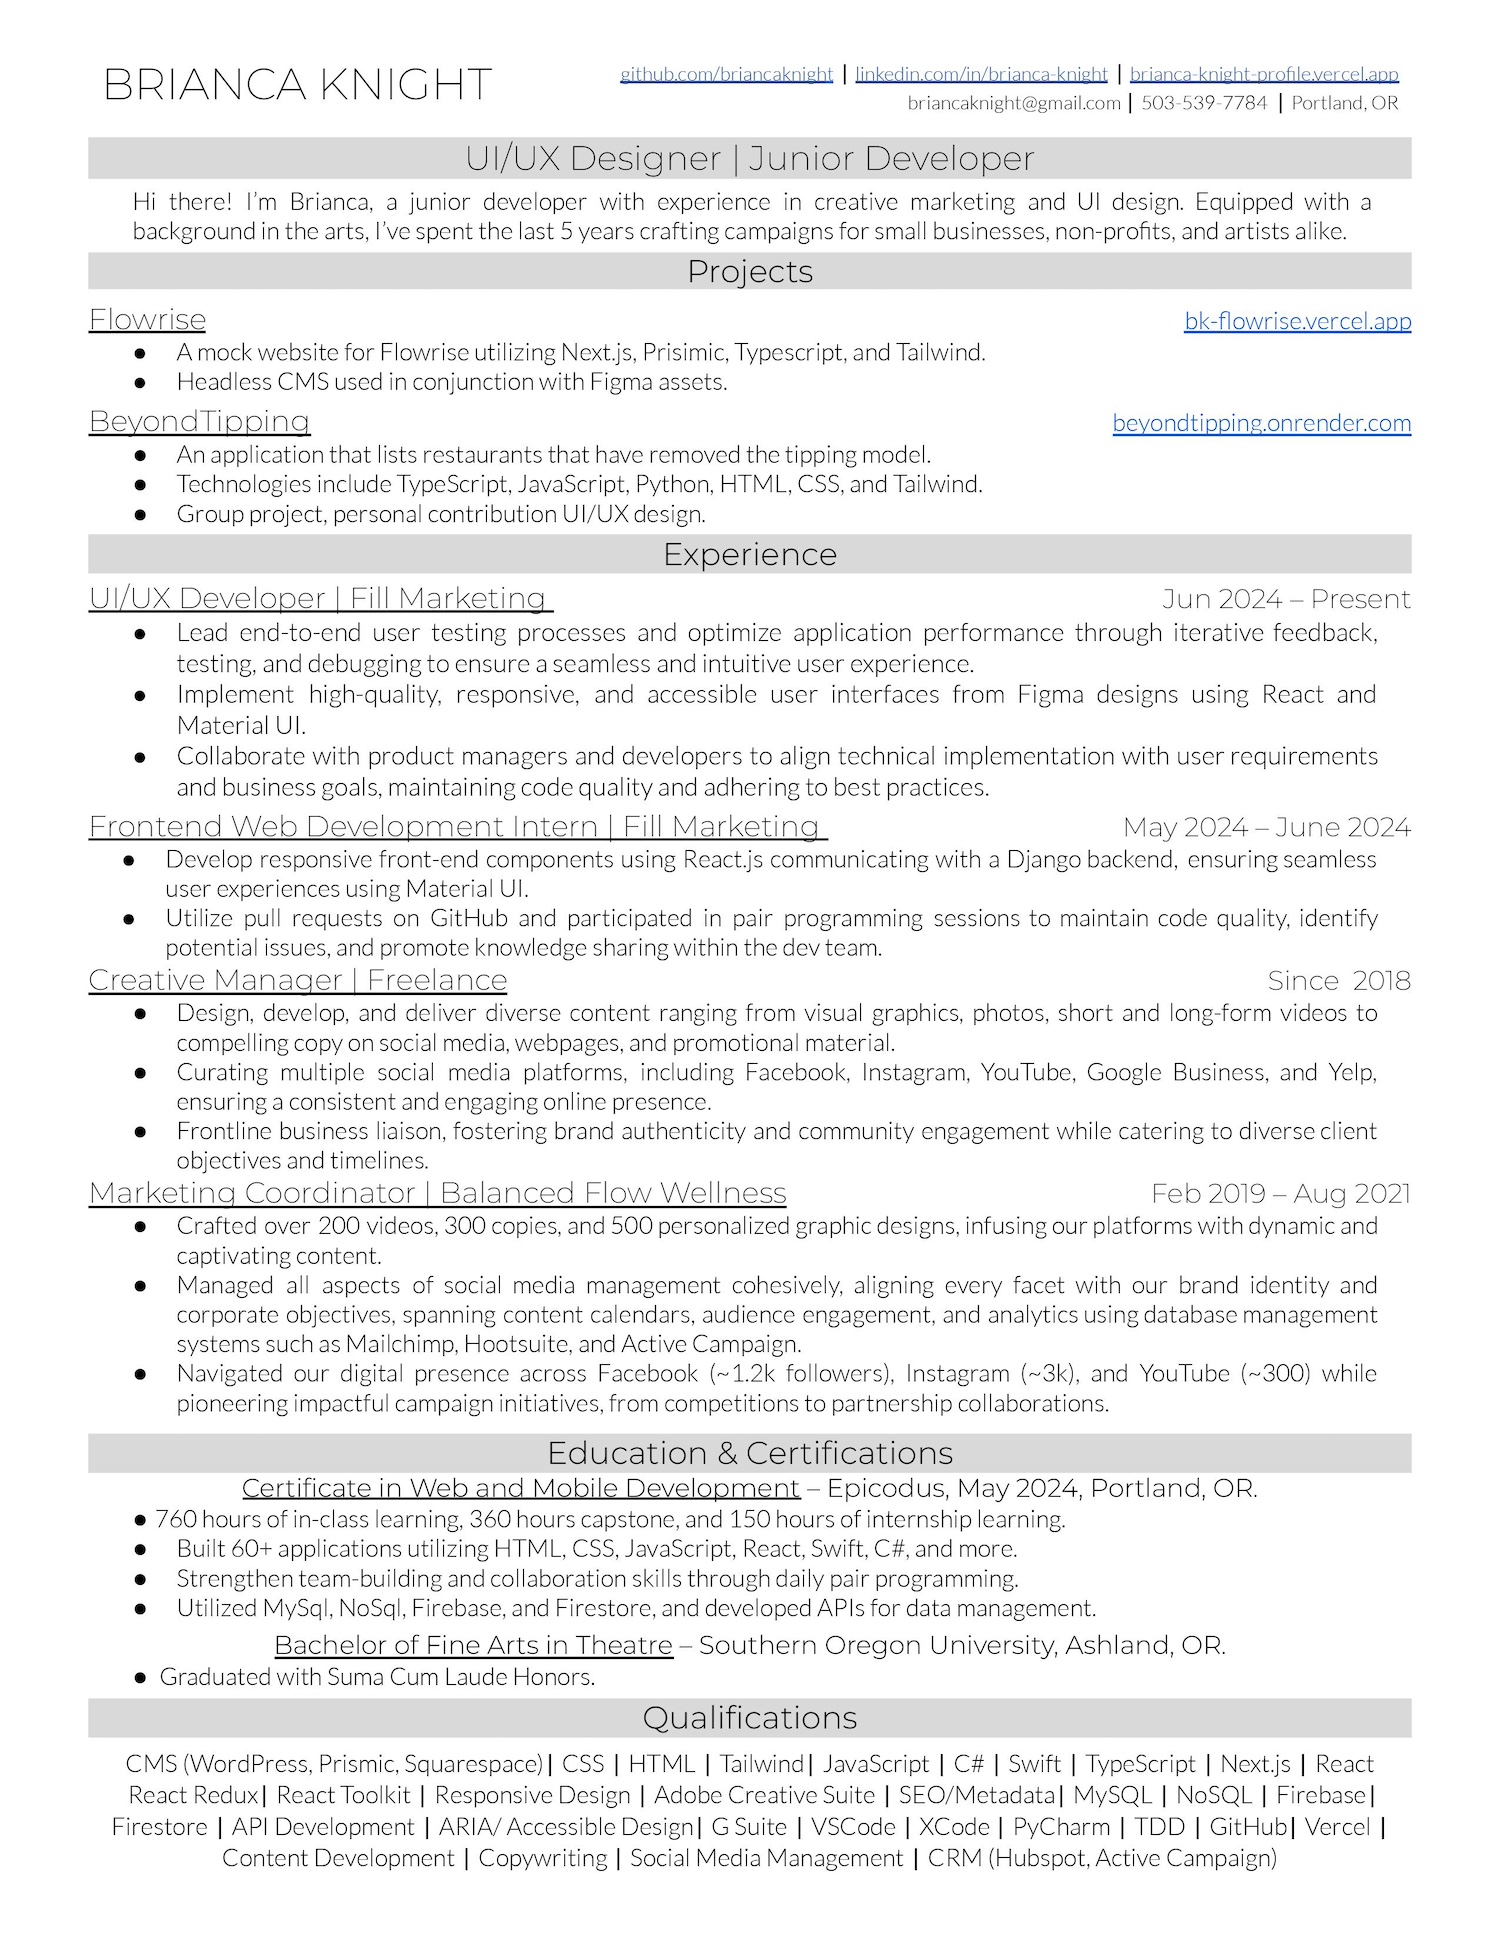 BRIANCA KNIGHT
github.com/briancaknight | linkedin.com/in/brianca-knight | brianca-knight-profile.vercel.app
briancaknight@gmail.com | 503-539-7784 | Portland, OR
UI/UX Designer | Junior Developer
Hi there! I'm Brianca, a junior developer with experience in creative marketing and UI design. Equipped with a
background in the arts, I've spent the last 5 years crafting campaigns for small businesses, non-profits, and artists alike.
Projects
Flowrise bk-flowrise.vercel.app
● A mock website for Flowrise utilizing Next.js, Prisimic, Typescript, and Tailwind.
● Headless CMS used in conjunction with Figma assets.
BeyondTipping beyondtipping.onrender.com
● An application that lists restaurants that have removed the tipping model.
● Technologies include TypeScript, JavaScript, Python, HTML, CSS, and Tailwind.
● Group project, personal contribution UI/UX design.
Experience
UI/UX Developer | Fill Marketing Jun 2024 – Present
● Lead end-to-end user testing processes and optimize application performance through iterative feedback,
testing, and debugging to ensure a seamless and intuitive user experience.
● Implement high-quality, responsive, and accessible user interfaces from Figma designs using React and
Material UI.
● Collaborate with product managers and developers to align technical implementation with user requirements
and business goals, maintaining code quality and adhering to best practices.
Frontend Web Development Intern | Fill Marketing May 2024 – June 2024
● Develop responsive front-end components using React.js communicating with a Django backend, ensuring seamless
user experiences using Material UI.
● Utilize pull requests on GitHub and participated in pair programming sessions to maintain code quality, identify
potential issues, and promote knowledge sharing within the dev team.
Creative Manager | Freelance Since 2018
● Design, develop, and deliver diverse content ranging from visual graphics, photos, short and long-form videos to
compelling copy on social media, webpages, and promotional material.
● Curating multiple social media platforms, including Facebook, Instagram, YouTube, Google Business, and Yelp,
ensuring a consistent and engaging online presence.
● Frontline business liaison, fostering brand authenticity and community engagement while catering to diverse client
objectives and timelines.
Marketing Coordinator | Balanced Flow Wellness Feb 2019 – Aug 2021
● Crafted over 200 videos, 300 copies, and 500 personalized graphic designs, infusing our platforms with dynamic and
captivating content.
● Managed all aspects of social media management cohesively, aligning every facet with our brand identity and
corporate objectives, spanning content calendars, audience engagement, and analytics using database management
systems such as Mailchimp, Hootsuite, and Active Campaign.
● Navigated our digital presence across Facebook (~1.2k followers), Instagram (~3k), and YouTube (~300) while
pioneering impactful campaign initiatives, from competitions to partnership collaborations.
Education & Certifications
Certificate in Web and Mobile Development – Epicodus, May 2024, Portland, OR.
● 760 hours of in-class learning, 360 hours capstone, and 150 hours of internship learning.
● Built 60+ applications utilizing HTML, CSS, JavaScript, React, Swift, C#, and more.
● Strengthen team-building and collaboration skills through daily pair programming.
● Utilized MySql, NoSql, Firebase, and Firestore, and developed APIs for data management.
Bachelor of Fine Arts in Theatre – Southern Oregon University, Ashland, OR.
● Graduated with Suma Cum Laude Honors.
Qualifications
CMS (WordPress, Prismic, Squarespace)| CSS | HTML | Tailwind| JavaScript | C# | Swift | TypeScript | Next.js | React
React Redux| React Toolkit | Responsive Design | Adobe Creative Suite | SEO/Metadata| MySQL | NoSQL | Firebase|
Firestore | API Development | ARIA/ Accessible Design| G Suite | VSCode | XCode | PyCharm | TDD | GitHub| Vercel |
Content Development | Copywriting | Social Media Management | CRM (Hubspot, Active Campaign)